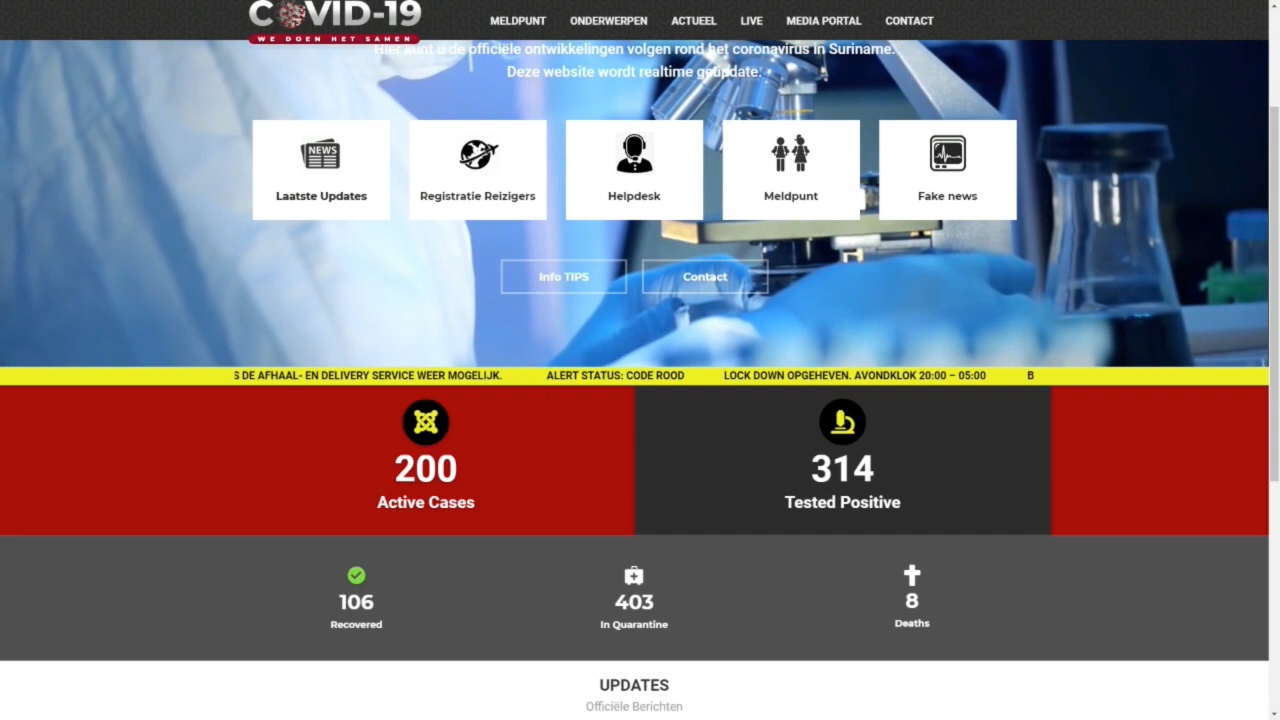 COVID-19
WE DOEN HET SAMEN
MELDPUNT ONDERWERPEN ACTUEEL LIVE MEDIA PORTAL CONTACT
Hier kunt u de officiële ontwikkelingen volgen rond het coronavirus in Suriname.
Deze website wordt realtime geüpdate.
NEWS
Laatste Updates
Registratie Reizigers
Helpdesk
Meldpunt
Fake news
Info TIPS
Contact
S DE AFHAAL- EN DELIVERY SERVICE WEER MOGELIJK. ALERT STATUS: CODE ROOD LOCK DOWN OPGEHEVEN. AVONDKLOK 20:00 – 05:00 B
200
Active Cases
314
Tested Positive
106
Recovered
403
In Quarantine
8
Deaths
UPDATES
Officiële Berichten